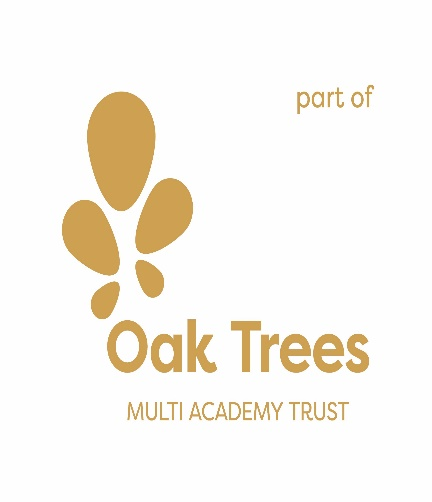 part of
Oak Trees
MULTI ACADEMY TRUST